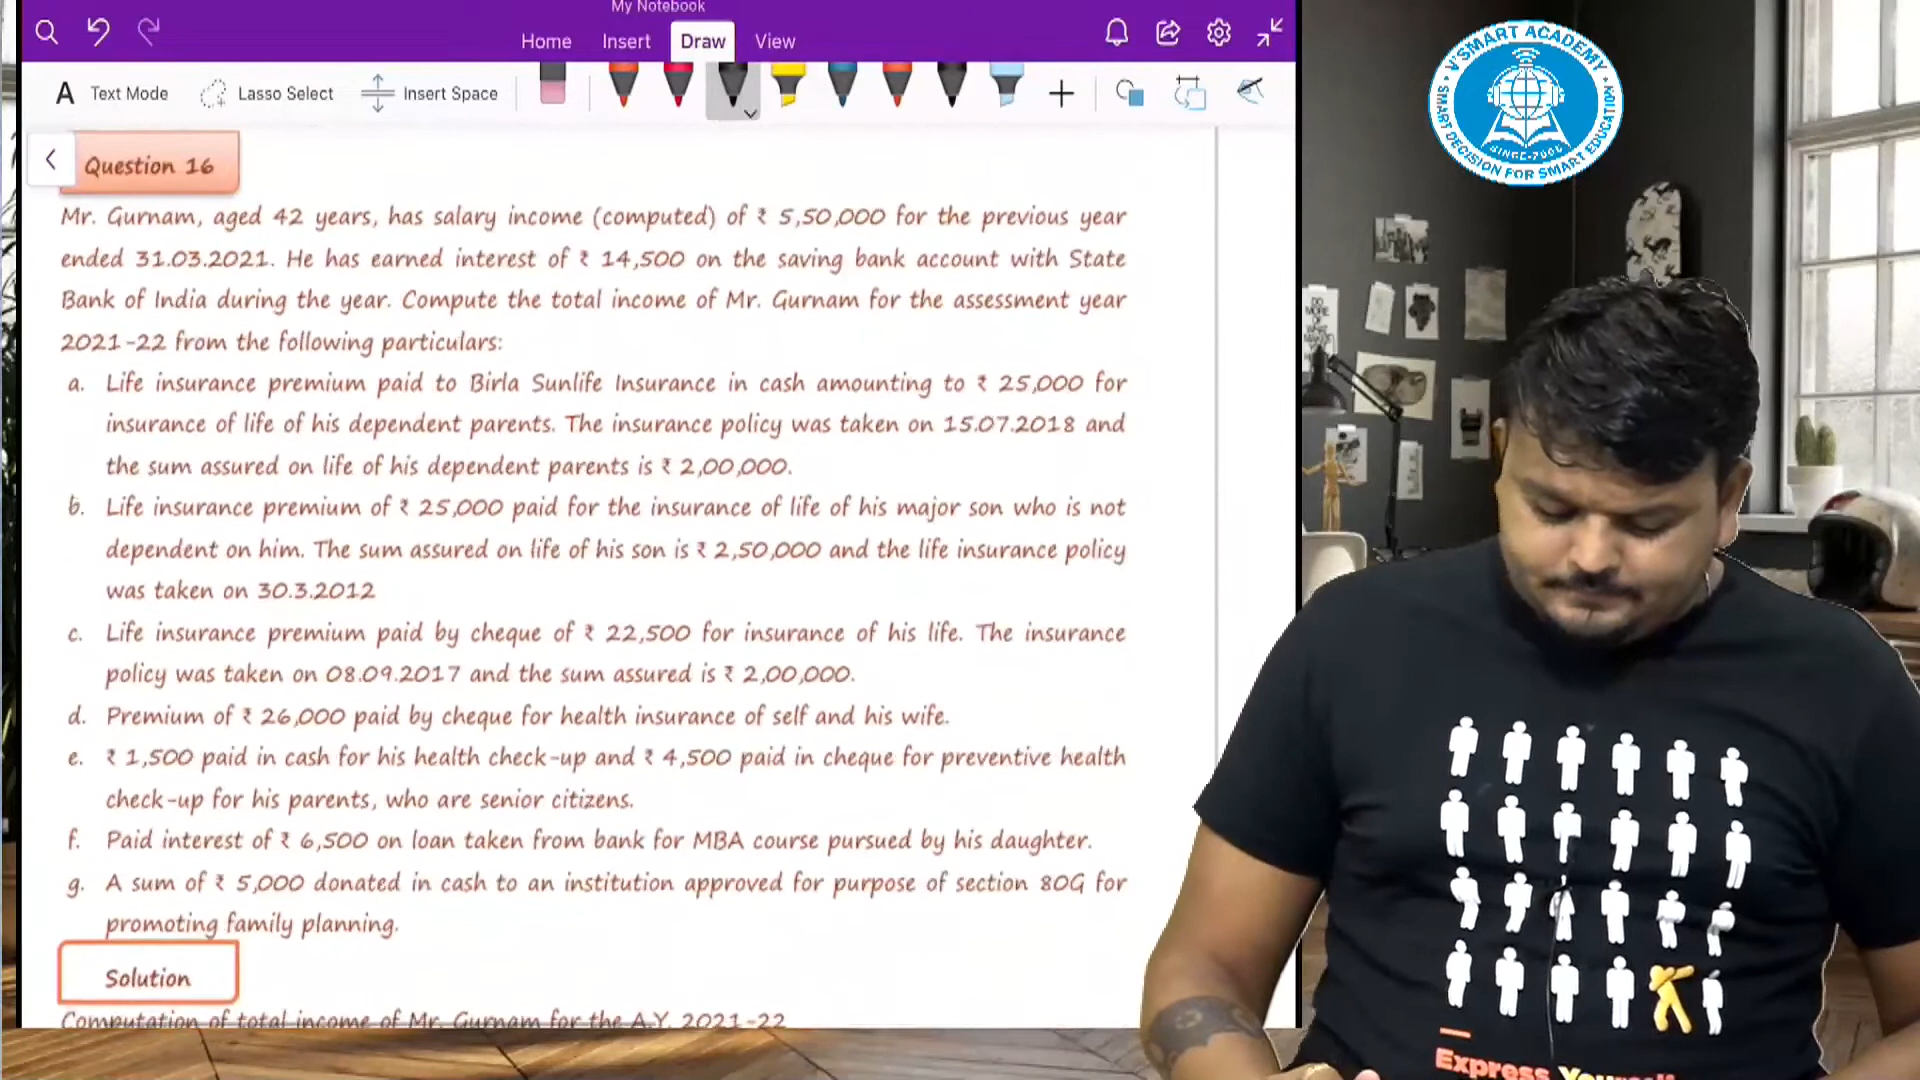 My Notebook
Home Insert Draw View
A Text Mode Lasso Select Insert Space
Question 16
Mr. Gurnam, aged 42 years, has salary income (computed) of ₹ 5,50,000 for the previous year
ended 31.03.2021. He has earned interest of ₹ 14,500 on the saving bank account with State
Bank of India during the year. Compute the total income of Mr. Gurnam for the assessment year
2021-22 from the following particulars:
a. Life insurance premium paid to Birla Sunlife Insurance in cash amounting to ₹ 25,000 for
insurance of life of his dependent parents. The insurance policy was taken on 15.07.2018 and
the sum assured on life of his dependent parents is ₹ 2,00,000.
b. Life insurance premium of ₹ 25,000 paid for the insurance of life of his major son who is not
dependent on him. The sum assured on life of his son is ₹ 2,50,000 and the life insurance policy
was taken on 30.3.2012
c. Life insurance premium paid by cheque of ₹ 22,500 for insurance of his life. The insurance
policy was taken on 08.09.2017 and the sum assured is ₹ 2,00,000.
d. Premium of ₹ 26,000 paid by cheque for health insurance of self and his wife.
e. ₹ 1,500 paid in cash for his health check-up and ₹ 4,500 paid in cheque for preventive health
check-up for his parents, who are senior citizens.
f. Paid interest of ₹ 6,500 on loan taken from bank for MBA course pursued by his daughter.
g. A sum of ₹ 5,000 donated in cash to an institution approved for purpose of section 80G for
promoting family planning.
Solution
Computation of total income of Mr. Gurnam for the A.Y. 2021-22
V'SMART ACADEMY
SMART DECISION FOR SMART EDUCATION
SINCE-2006
DO
MORE
OF
WHAT
Express Yourself